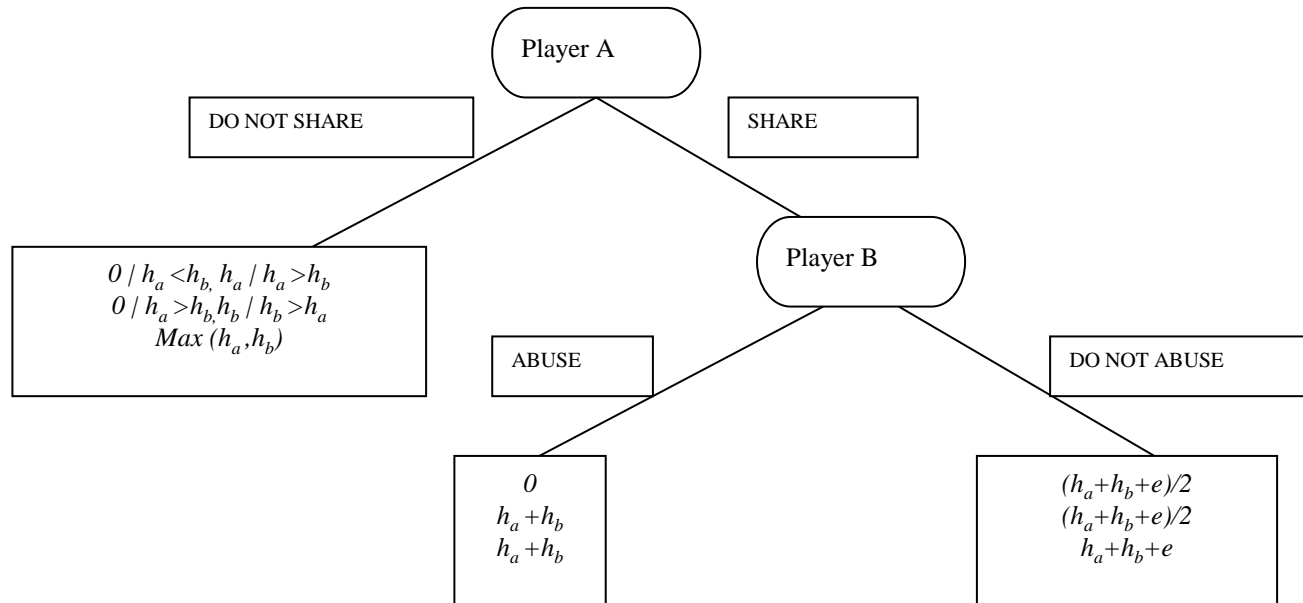 Player A
DO NOT SHARE
SHARE
0 | h_a <h_b, h_a | h_a >h_b
0 | h_a >h_b,h_b | h_b >h_a
Max (h_a ,h_b)
Player B
ABUSE
DO NOT ABUSE
0
h_a +h_b
h_a +h_b
(h_a+h_b+e)/2
(h_a+h_b+e)/2
h_a+h_b+e